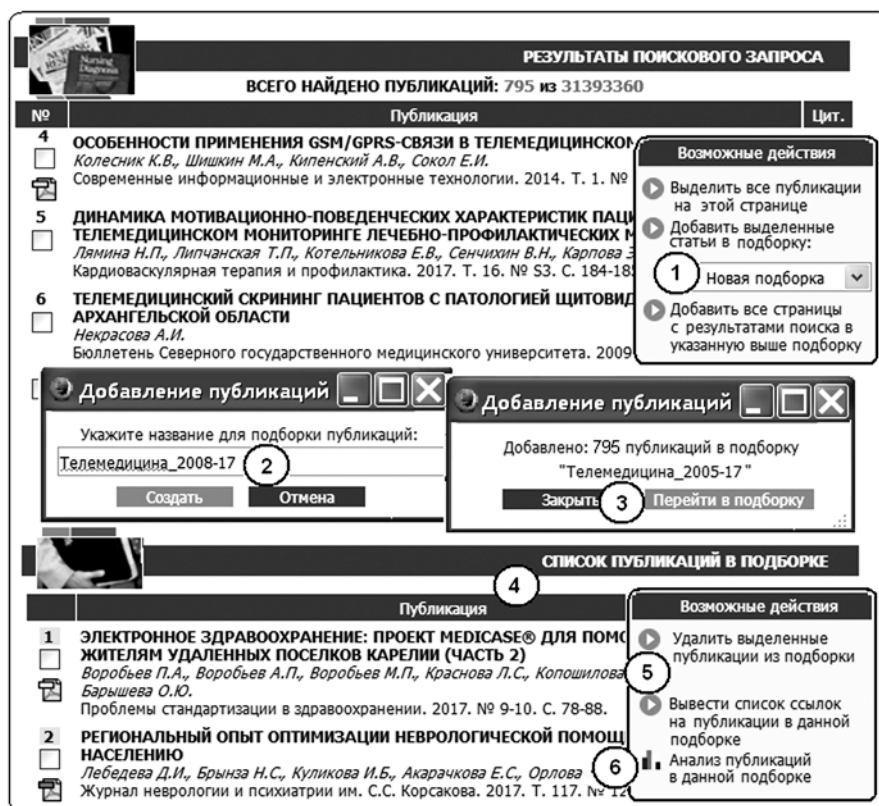 РЕЗУЛЬТАТЫ ПОИСКОВОГО ЗАПРОСА
ВСЕГО НАЙДЕНО ПУБЛИКАЦИЙ: 795 из 31393360
№ Публикация Цит.
4
ОСОБЕННОСТИ ПРИМЕНЕНИЯ GSM/GPRS-СВЯЗИ В ТЕЛЕМЕДИЦИНСКОМ
Колесник К.В., Шишкин М.А., Кипенский А.В., Сокол Е.И.
Современные информационные и электронные технологии. 2014. Т. 1. №
5
ДИНАМИКА МОТИВАЦИОННО-ПОВЕДЕНЧЕСКИХ ХАРАКТЕРИСТИК ПАЦИ
ТЕЛЕМЕДИЦИНСКОМ МОНИТОРИНГЕ ЛЕЧЕБНО-ПРОФИЛАКТИЧЕСКИХ М
Лямина Н.П., Липчанская Т.П., Котельникова Е.В., Сенчихин В.Н., Карпова Э
Кардиоваскулярная терапия и профилактика. 2017. Т. 16. № S3. С. 184-185
6
ТЕЛЕМЕДИЦИНСКИЙ СКРИНИНГ ПАЦИЕНТОВ С ПАТОЛОГИЕЙ ЩИТОВИД
АРХАНГЕЛЬСКОЙ ОБЛАСТИ
Некрасова А.И.
Бюллетень Северного государственного медицинского университета. 2009
Возможные действия
Выделить все публикации
на этой странице
Добавить выделенные
статьи в подборку:
1
Новая подборка
Добавить все страницы
с результатами поиска в
указанную выше подборку
Добавление публикаций
Укажите название для подборки публикаций:
Телемедицина_2008-17
2
Создать Отмена
Добавление публикаций
Добавлено: 795 публикаций в подборку
"Телемедицина_2005-17"
Закрыть 3 Перейти в подборку
СПИСОК ПУБЛИКАЦИЙ В ПОДБОРКЕ
4
Публикация
1
ЭЛЕКТРОННОЕ ЗДРАВООХРАНЕНИЕ: ПРОЕКТ MEDICASE® ДЛЯ ПОМО
ЖИТЕЛЯМ УДАЛЕННЫХ ПОСЕЛКОВ КАРЕЛИИ (ЧАСТЬ 2)
Воробьев П.А., Воробьев А.П., Воробьев М.П., Краснова Л.С., Копошилова
Барышева О.Ю.
Проблемы стандартизации в здравоохранении. 2017. № 9-10. С. 78-88.
2
РЕГИОНАЛЬНЫЙ ОПЫТ ОПТИМИЗАЦИИ НЕВРОЛОГИЧЕСКОЙ ПОМОЩ
НАСЕЛЕНИЮ
Лебедева Д.И., Брынза Н.С., Куликова И.Б., Акарачкова Е.С., Орлова
Журнал неврологии и психиатрии им. С.С. Корсакова. 2017. Т. 117. № 12
Возможные действия
Удалить выделенные
публикации из подборки
5
Вывести список ссылок
на публикации в данной
подборке
6
Анализ публикаций
в данной подборке